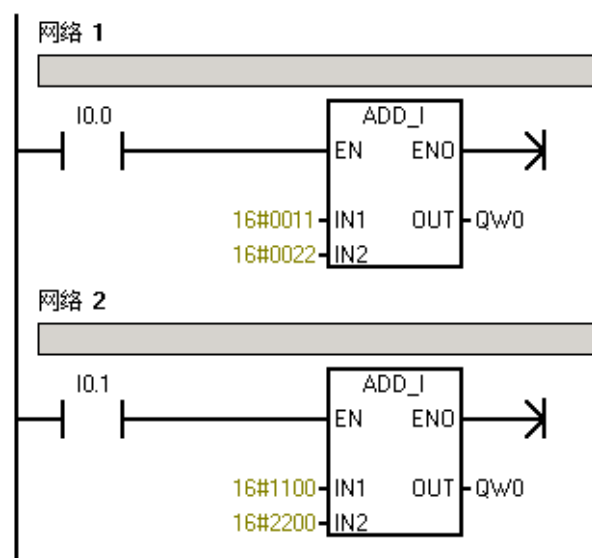 网络 1
I0.0
ADD_I
EN ENO
16#0011 IN1 OUT QW0
16#0022 IN2
网络 2
I0.1
ADD_I
EN ENO
16#1100 IN1 OUT QW0
16#2200 IN2